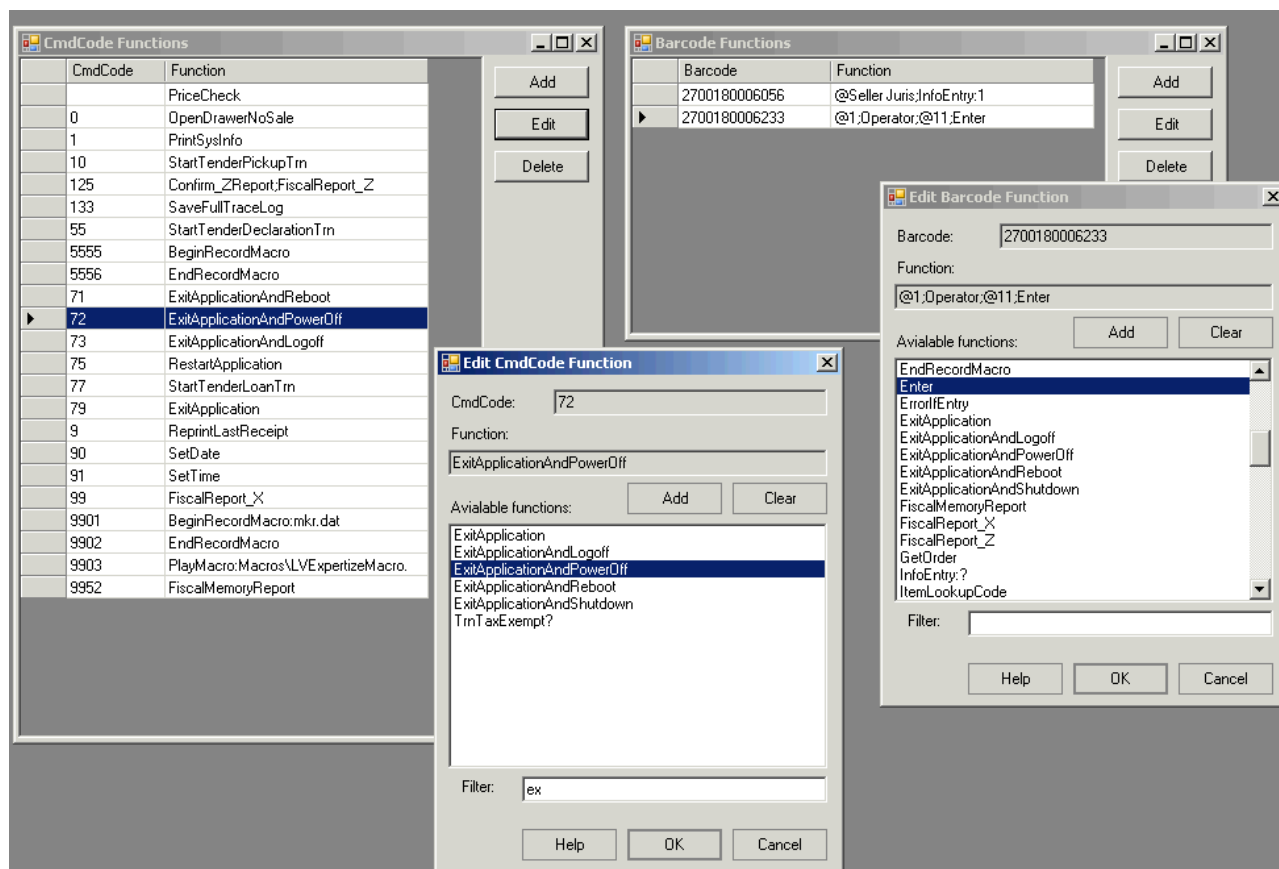 CmdCode Functions
CmdCode Function
PriceCheck
0 OpenDrawerNoSale
1 PrintSysInfo
10 StartTenderPickupTrn
125 Confirm_ZReport;FiscalReport_Z
133 SaveFullTraceLog
55 StartTenderDeclarationTrn
5555 BeginRecordMacro
5556 EndRecordMacro
71 ExitApplicationAndReboot
72 ExitApplicationAndPowerOff
73 ExitApplicationAndLogoff
75 RestartApplication
77 StartTenderLoanTrn
79 ExitApplication
9 ReprintLastReceipt
90 SetDate
91 SetTime
99 FiscalReport_X
9901 BeginRecordMacro:mkr.dat
9902 EndRecordMacro
9903 PlayMacro:Macros\LVExpertizeMacro.
9952 FiscalMemoryReport
Add
Edit
Delete
Barcode Functions
Barcode Function
2700180006056 @Seller Juris;InfoEntry:1
2700180006233 @1;Operator;@11;Enter
Add
Edit
Delete
Edit CmdCode Function
CmdCode: 72
Function:
ExitApplicationAndPowerOff
Avialable functions: Add Clear
ExitApplication
ExitApplicationAndLogoff
ExitApplicationAndPowerOff
ExitApplicationAndReboot
ExitApplicationAndShutdown
TrnTaxExempt?
Filter: ex
Help OK Cancel
Edit Barcode Function
Barcode: 2700180006233
Function:
@1;Operator;@11;Enter
Avialable functions: Add Clear
EndRecordMacro
Enter
ErrorIfEntry
ExitApplication
ExitApplicationAndLogoff
ExitApplicationAndPowerOff
ExitApplicationAndReboot
ExitApplicationAndShutdown
FiscalMemoryReport
FiscalReport_X
FiscalReport_Z
GetOrder
InfoEntry:?
ItemLookupCode
Filter:
Help OK Cancel